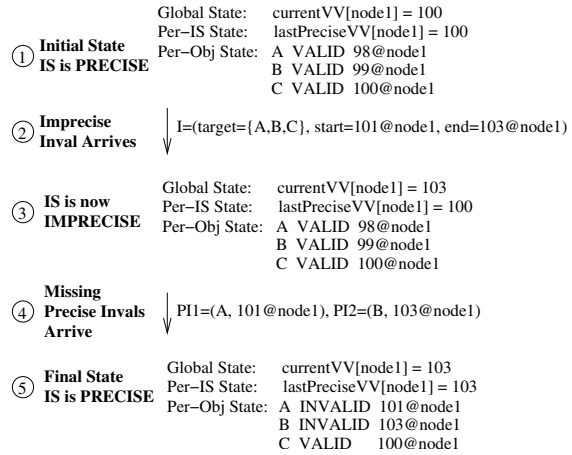 Global State: currentVV[node1] = 100
Per−IS State: lastPreciseVV[node1] = 100
1 Initial State
IS is PRECISE
Per−Obj State: A VALID 98@node1
B VALID 99@node1
C VALID 100@node1
2 Imprecise
Inval Arrives
I=(target={A,B,C}, start=101@node1, end=103@node1)
Global State: currentVV[node1] = 103
Per−IS State: lastPreciseVV[node1] = 100
3 IS is now
IMPRECISE
Per−Obj State: A VALID 98@node1
B VALID 99@node1
C VALID 100@node1
4 Missing
Precise Invals
Arrive
PI1=(A, 101@node1), PI2=(B, 103@node1)
Global State: currentVV[node1] = 103
Per−IS State: lastPreciseVV[node1] = 103
5 Final State
IS is PRECISE
Per−Obj State: A INVALID 101@node1
B INVALID 103@node1
C VALID 100@node1